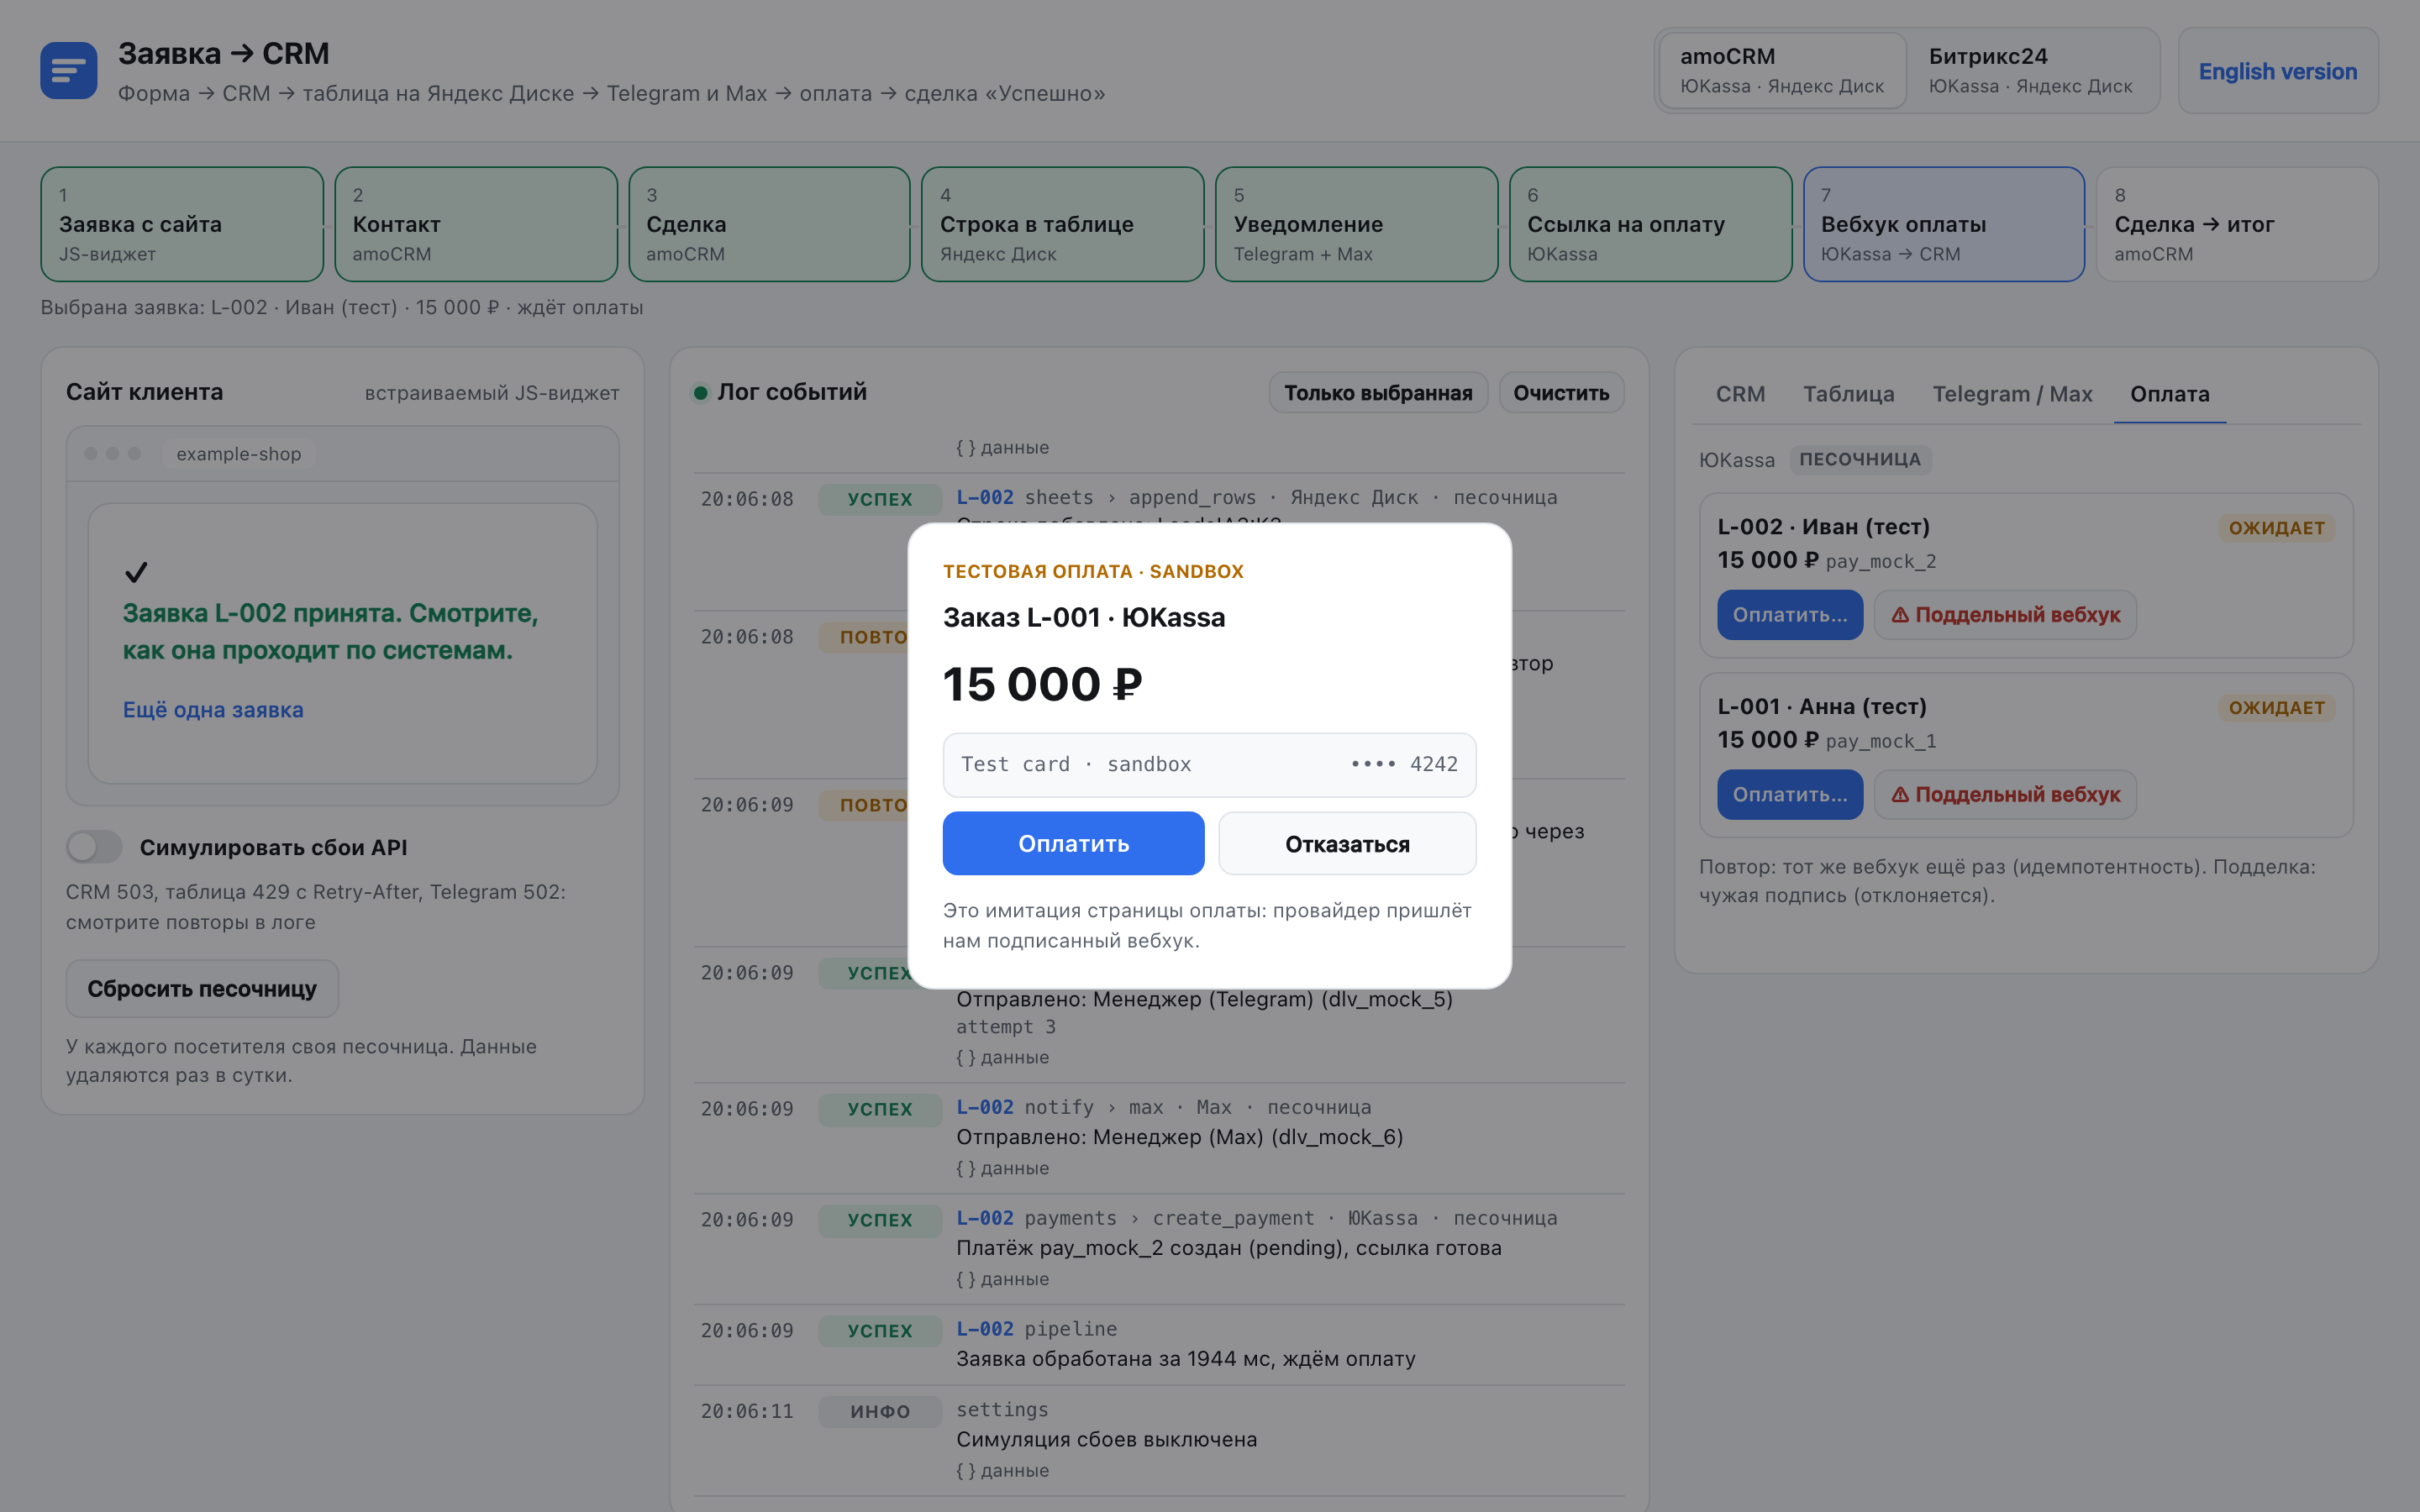 Заявка → CRM
Форма → CRM → таблица на Яндекс Диске → Telegram и Max → оплата → сделка «Успешно»
amoCRM
ЮKassa · Яндекс Диск
Битрикс24
ЮKassa · Яндекс Диск
English version
1
Заявка с сайта
JS-виджет
2
Контакт
amoCRM
3
Сделка
amoCRM
4
Строка в таблице
Яндекс Диск
5
Уведомление
Telegram + Max
6
Ссылка на оплату
ЮKassa
7
Вебхук оплаты
ЮKassa → CRM
8
Сделка → итог
amoCRM
Выбрана заявка: L-002 · Иван (тест) · 15 000 ₽ · ждёт оплаты
Сайт клиента
встраиваемый JS-виджет
example-shop
✓
Заявка L-002 принята. Смотрите,
как она проходит по системам.
Ещё одна заявка
Симулировать сбои API
CRM 503, таблица 429 с Retry-After, Telegram 502:
смотрите повторы в логе
Сбросить песочницу
У каждого посетителя своя песочница. Данные
удаляются раз в сутки.
Лог событий
Только выбранная
Очистить
{ } данные
20:06:08 УСПЕХ L-002 sheets › append_rows · Яндекс Диск · песочница
20:06:08
20:06:09
через
20:06:09 УСПЕХ
Отправлено: Менеджер (Telegram) (dlv_mock_5)
attempt 3
{ } данные
20:06:09 УСПЕХ L-002 notify › max · Max · песочница
Отправлено: Менеджер (Max) (dlv_mock_6)
{ } данные
20:06:09 УСПЕХ L-002 payments › create_payment · ЮKassa · песочница
Платёж pay_mock_2 создан (pending), ссылка готова
{ } данные
20:06:09 УСПЕХ L-002 pipeline
Заявка обработана за 1944 мс, ждём оплату
20:06:11 ИНФО settings
Симуляция сбоев выключена
{ } данные
ТЕСТОВАЯ ОПЛАТА · SANDBOX
Заказ L-001 · ЮKassa
15 000 ₽
Test card · sandbox •••• 4242
Оплатить
Отказаться
Это имитация страницы оплаты: провайдер пришлёт
нам подписанный вебхук.
CRM
Таблица
Telegram / Max
Оплата
ЮKassa ПЕСОЧНИЦА
L-002 · Иван (тест)
ОЖИДАЕТ
15 000 ₽ pay_mock_2
Оплатить...
⚠ Поддельный вебхук
L-001 · Анна (тест)
ОЖИДАЕТ
15 000 ₽ pay_mock_1
Оплатить...
⚠ Поддельный вебхук
Повтор: тот же вебхук ещё раз (идемпотентность). Подделка:
чужая подпись (отклоняется).